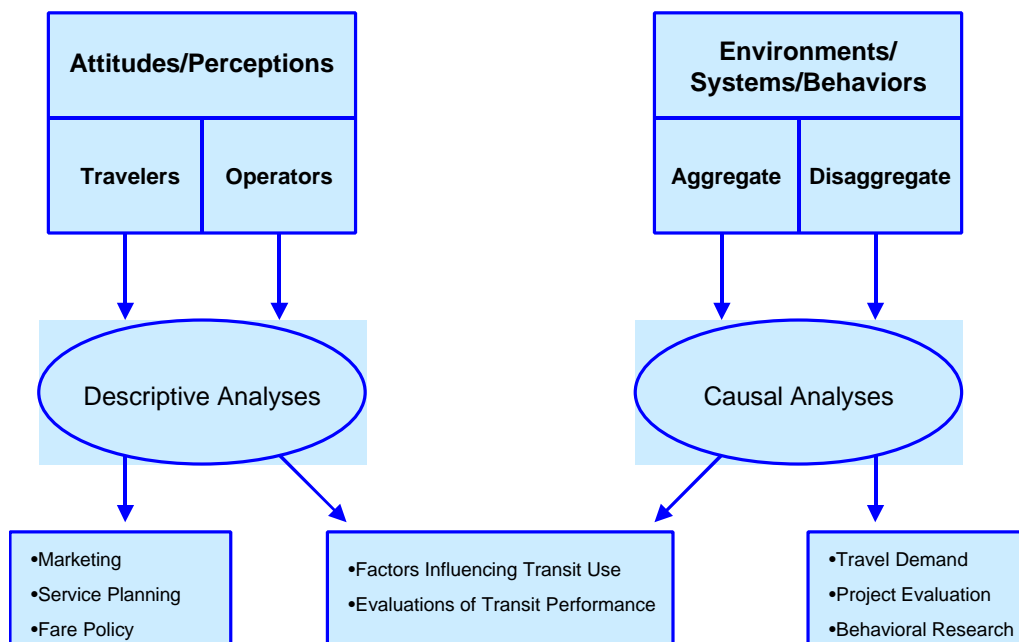 Attitudes/Perceptions
Travelers
Operators
Environments/
Systems/Behaviors
Aggregate
Disaggregate
Descriptive Analyses
Causal Analyses
•Marketing
•Service Planning
•Fare Policy
•Factors Influencing Transit Use
•Evaluations of Transit Performance
•Travel Demand
•Project Evaluation
•Behavioral Research